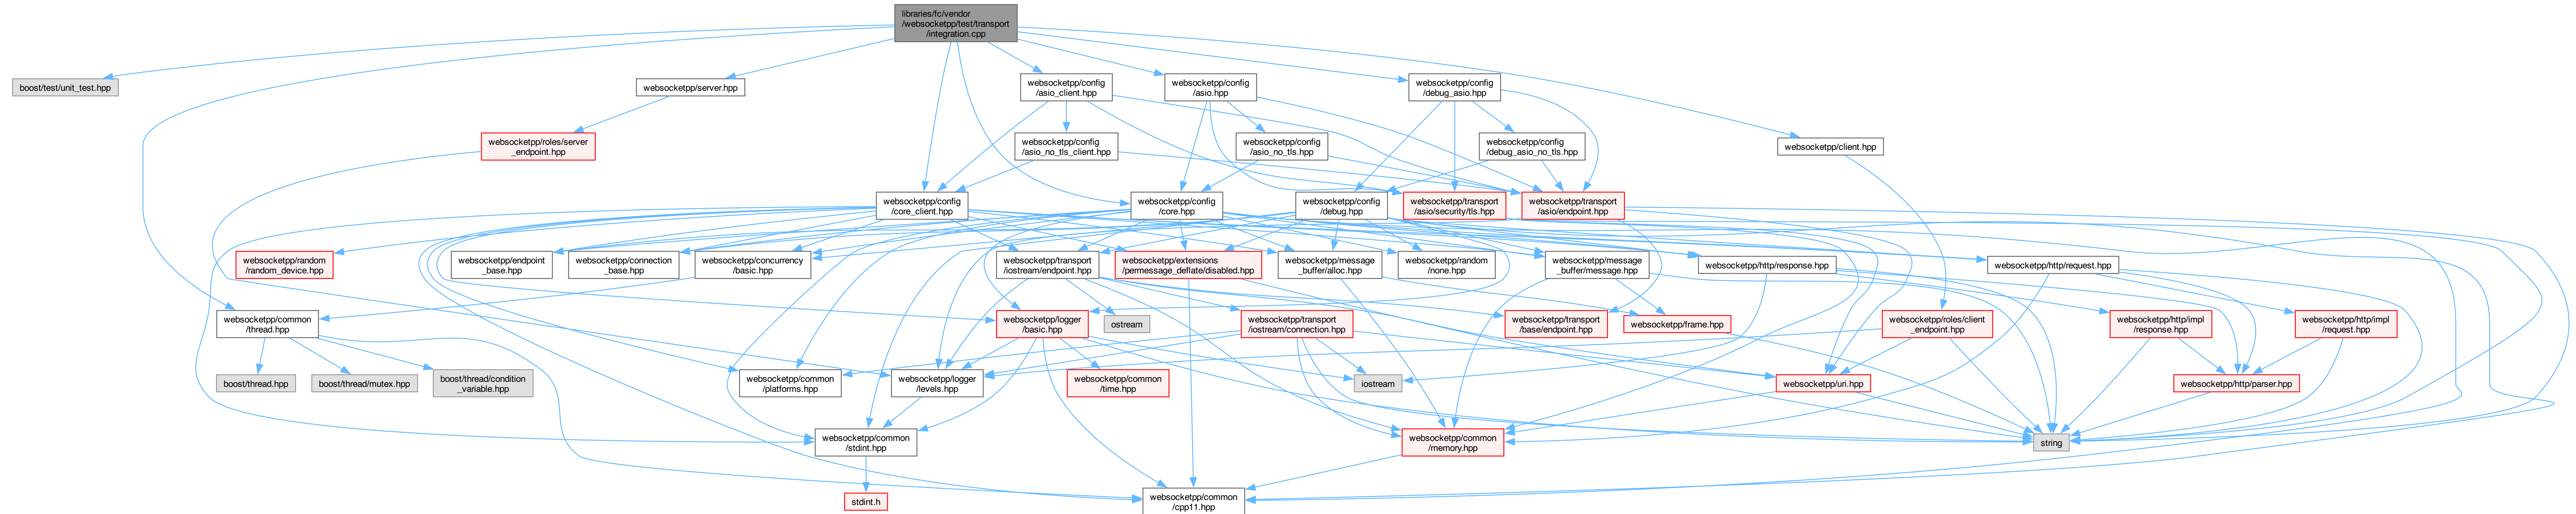 libraries/fc/vendor
/websocketpp/test/transport
/integration.cpp
boost/test/unit_test.hpp
websocketpp/server.hpp
websocketpp/config
/asio_client.hpp
websocketpp/config
/asio.hpp
websocketpp/config
/debug_asio.hpp
websocketpp/roles/server
_endpoint.hpp
websocketpp/config
/asio_no_tls_client.hpp
websocketpp/config
/asio_no_tls.hpp
websocketpp/config
/debug_asio_no_tls.hpp
websocketpp/client.hpp
websocketpp/config
/core_client.hpp
websocketpp/config
/core.hpp
websocketpp/config
/debug.hpp
websocketpp/transport
/asio/security/tls.hpp
websocketpp/transport
/asio/endpoint.hpp
websocketpp/random
/random_device.hpp
websocketpp/endpoint
_base.hpp
websocketpp/connection
_base.hpp
websocketpp/concurrency
/basic.hpp
websocketpp/transport
/iostream/endpoint.hpp
websocketpp/extensions
/permessage_deflate/disabled.hpp
websocketpp/message
_buffer/alloc.hpp
websocketpp/random
/none.hpp
websocketpp/message
_buffer/message.hpp
websocketpp/http/response.hpp
websocketpp/http/request.hpp
websocketpp/common
/thread.hpp
websocketpp/logger
/basic.hpp
ostream
websocketpp/transport
/iostream/connection.hpp
websocketpp/transport
/base/endpoint.hpp
websocketpp/frame.hpp
websocketpp/roles/client
_endpoint.hpp
websocketpp/http/impl
/response.hpp
websocketpp/http/impl
/request.hpp
boost/thread.hpp
boost/thread/mutex.hpp
boost/thread/condition
_variable.hpp
websocketpp/common
/platforms.hpp
websocketpp/logger
/levels.hpp
websocketpp/common
/time.hpp
iostream
websocketpp/uri.hpp
websocketpp/http/parser.hpp
websocketpp/common
/stdint.hpp
websocketpp/common
/memory.hpp
string
stdint.h
websocketpp/common
/cpp11.hpp